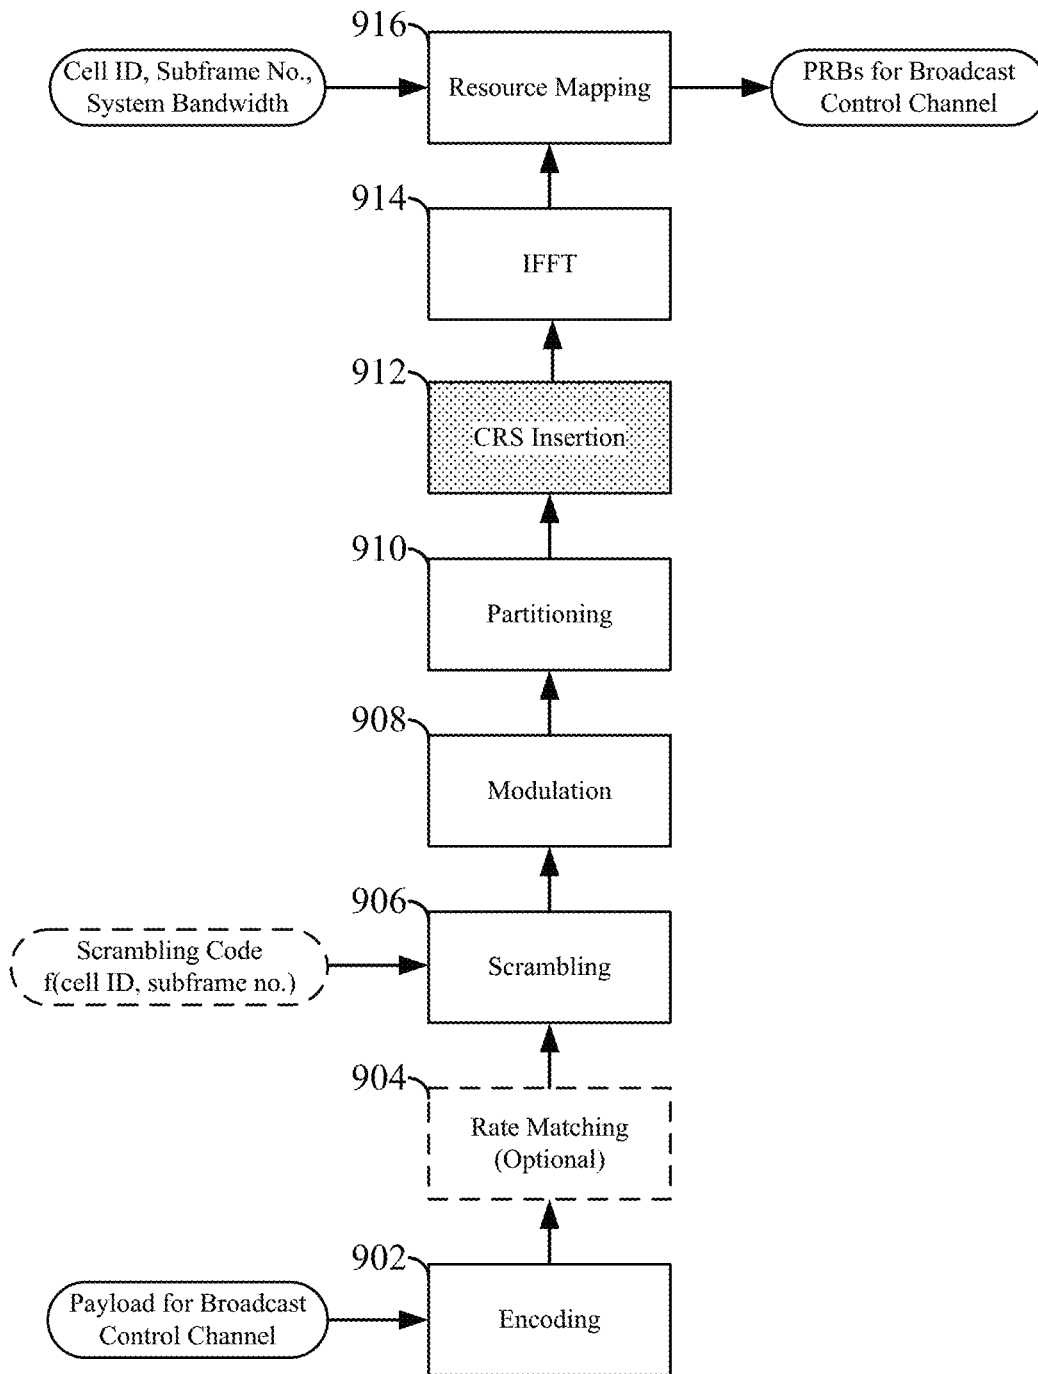 916
Cell ID, Subframe No.,
System Bandwidth
Resource Mapping
PRBs for Broadcast
Control Channel
914
IFFT
912
CRS Insertion
910
Partitioning
908
Modulation
906
Scrambling Code
f(cell ID, subframe no.)
Scrambling
904
Rate Matching
(Optional)
902
Payload for Broadcast
Control Channel
Encoding